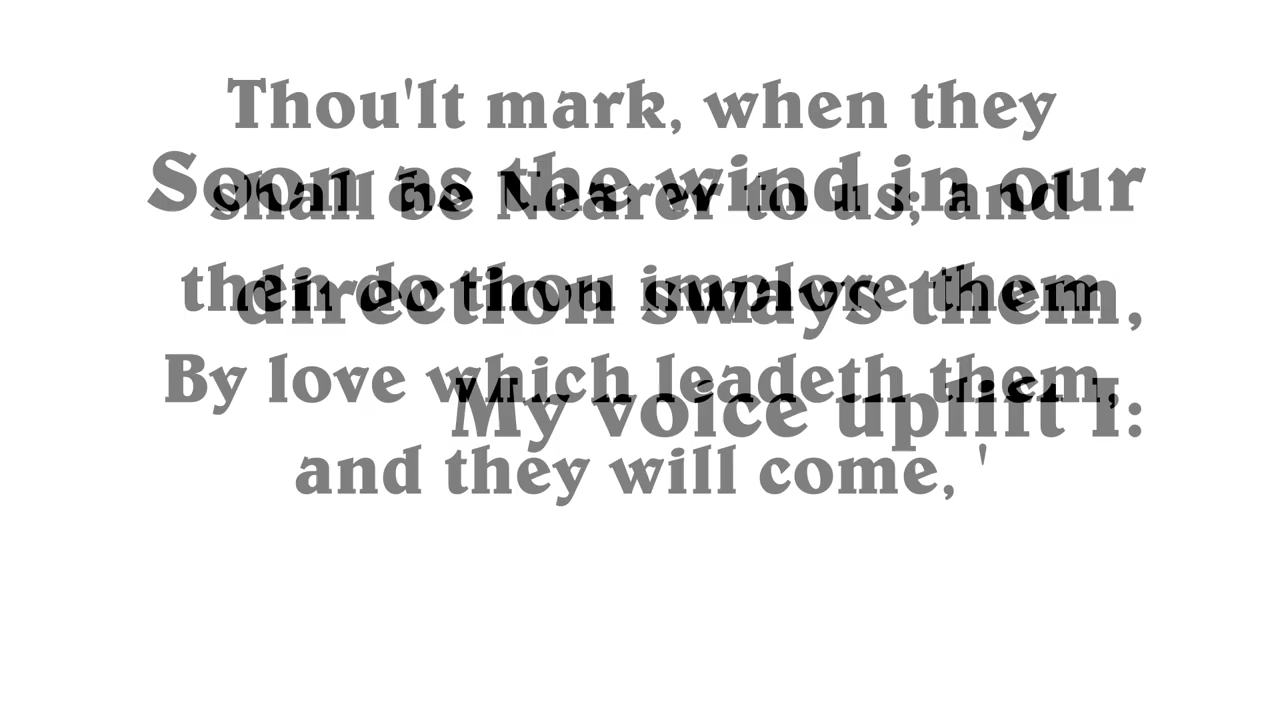 Thou'lt mark, when they
shall be Nearer to us; and
then do thou implore them,
By love which leadeth them,
and they will come, '
Soon as the wind in our
direction sways them,
My voice uplift I: